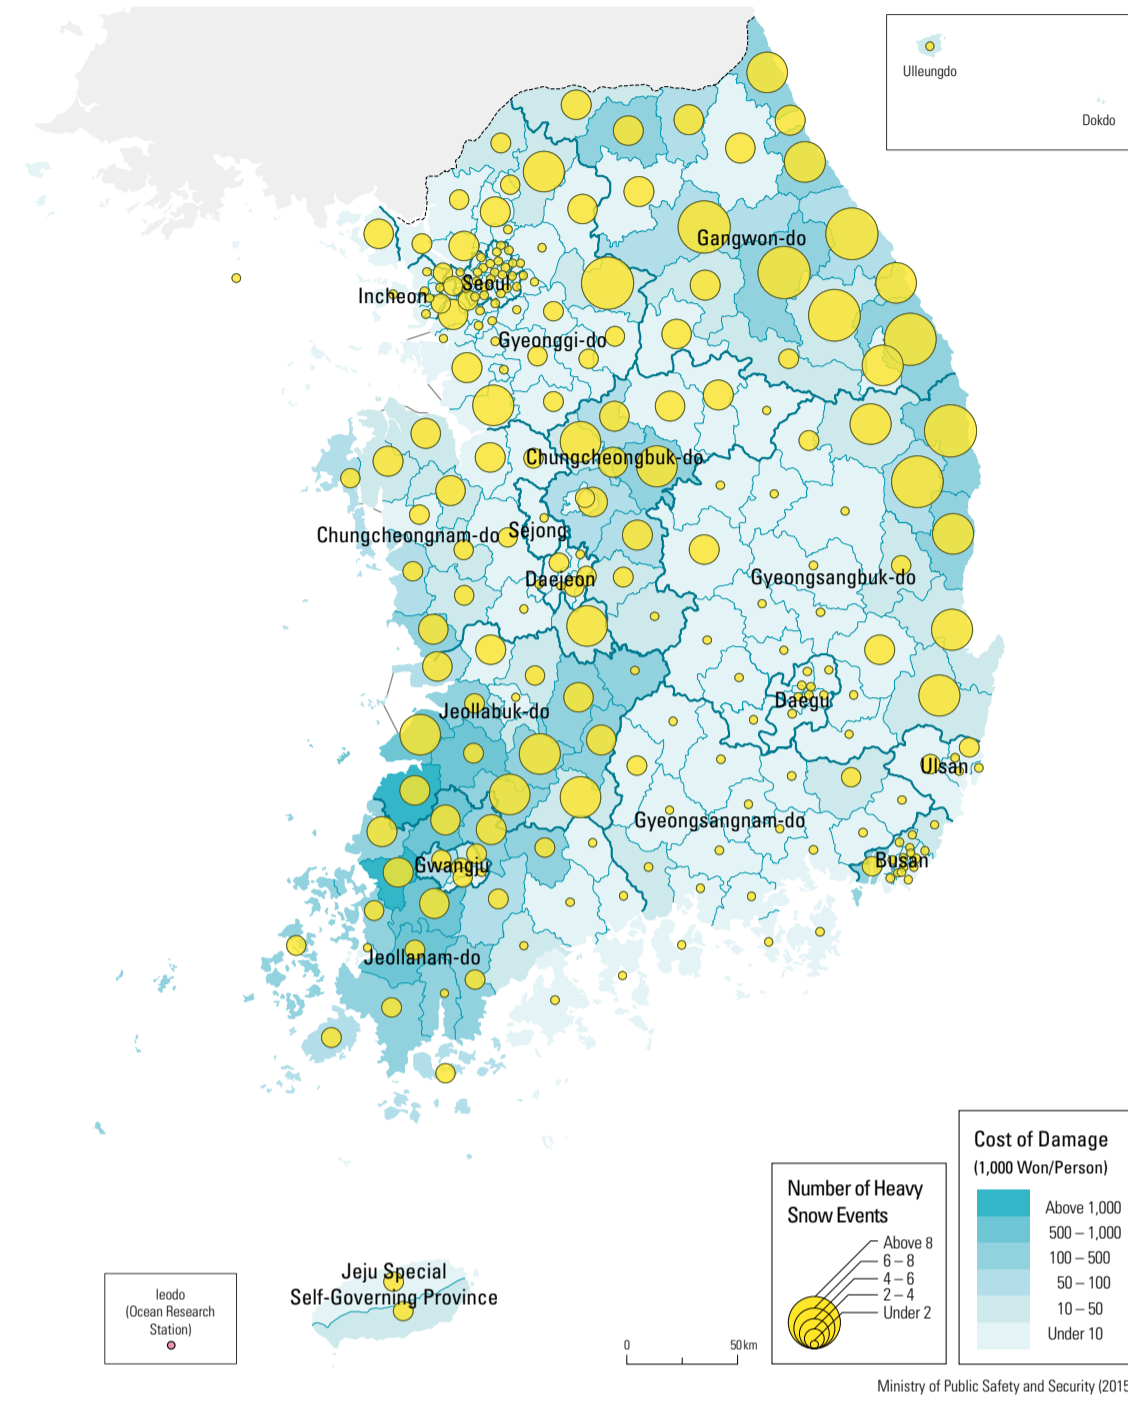 Ulleungdo
Dokdo
Gangwon-do
Seoul
Incheon
Gyeonggi-do
Chungcheongbuk-do
Chungcheongnam-do
Sejong
Daejeon
Gyeongsangbuk-do
Daegu
Jeollabuk-do
Ulsan
Gyeongsangnam-do
Busan
Gwangju
Jeollanam-do
Jeju Special
Self-Governing Province
Ieodo
(Ocean Research
Station)
0 50 km
Number of Heavy
Snow Events
Above 8
6 – 8
4 – 6
2 – 4
Under 2
Cost of Damage
(1,000 Won/Person)
Above 1,000
500 – 1,000
100 – 500
50 – 100
10 – 50
Under 10
Ministry of Public Safety and Security (2015